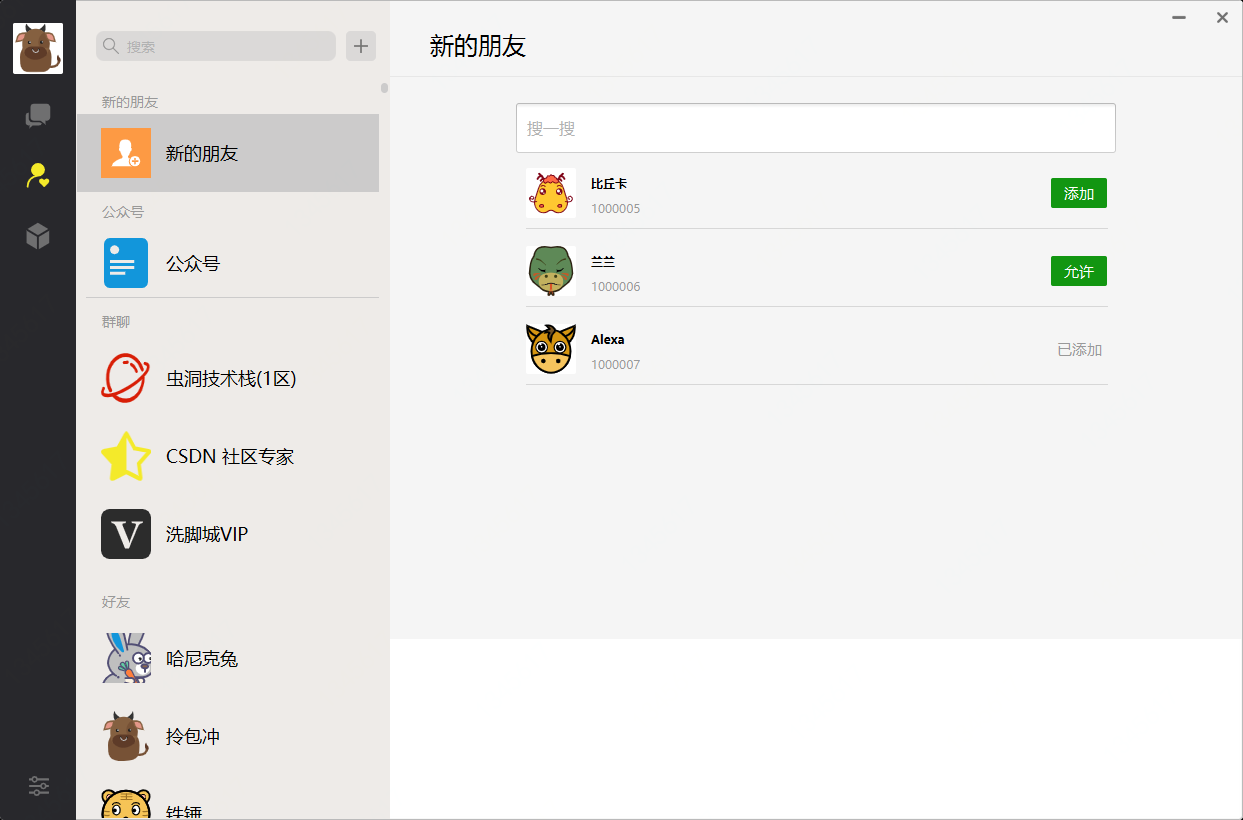 搜索
新的朋友
新的朋友
公众号
公众号
群聊
虫洞技术栈(1区)
CSDN 社区专家
V
洗脚城VIP
好友
哈尼克兔
拎包冲
铁锤
新的朋友
搜一搜
比丘卡
1000005
添加
兰兰
1000006
允许
Alexa
1000007
已添加